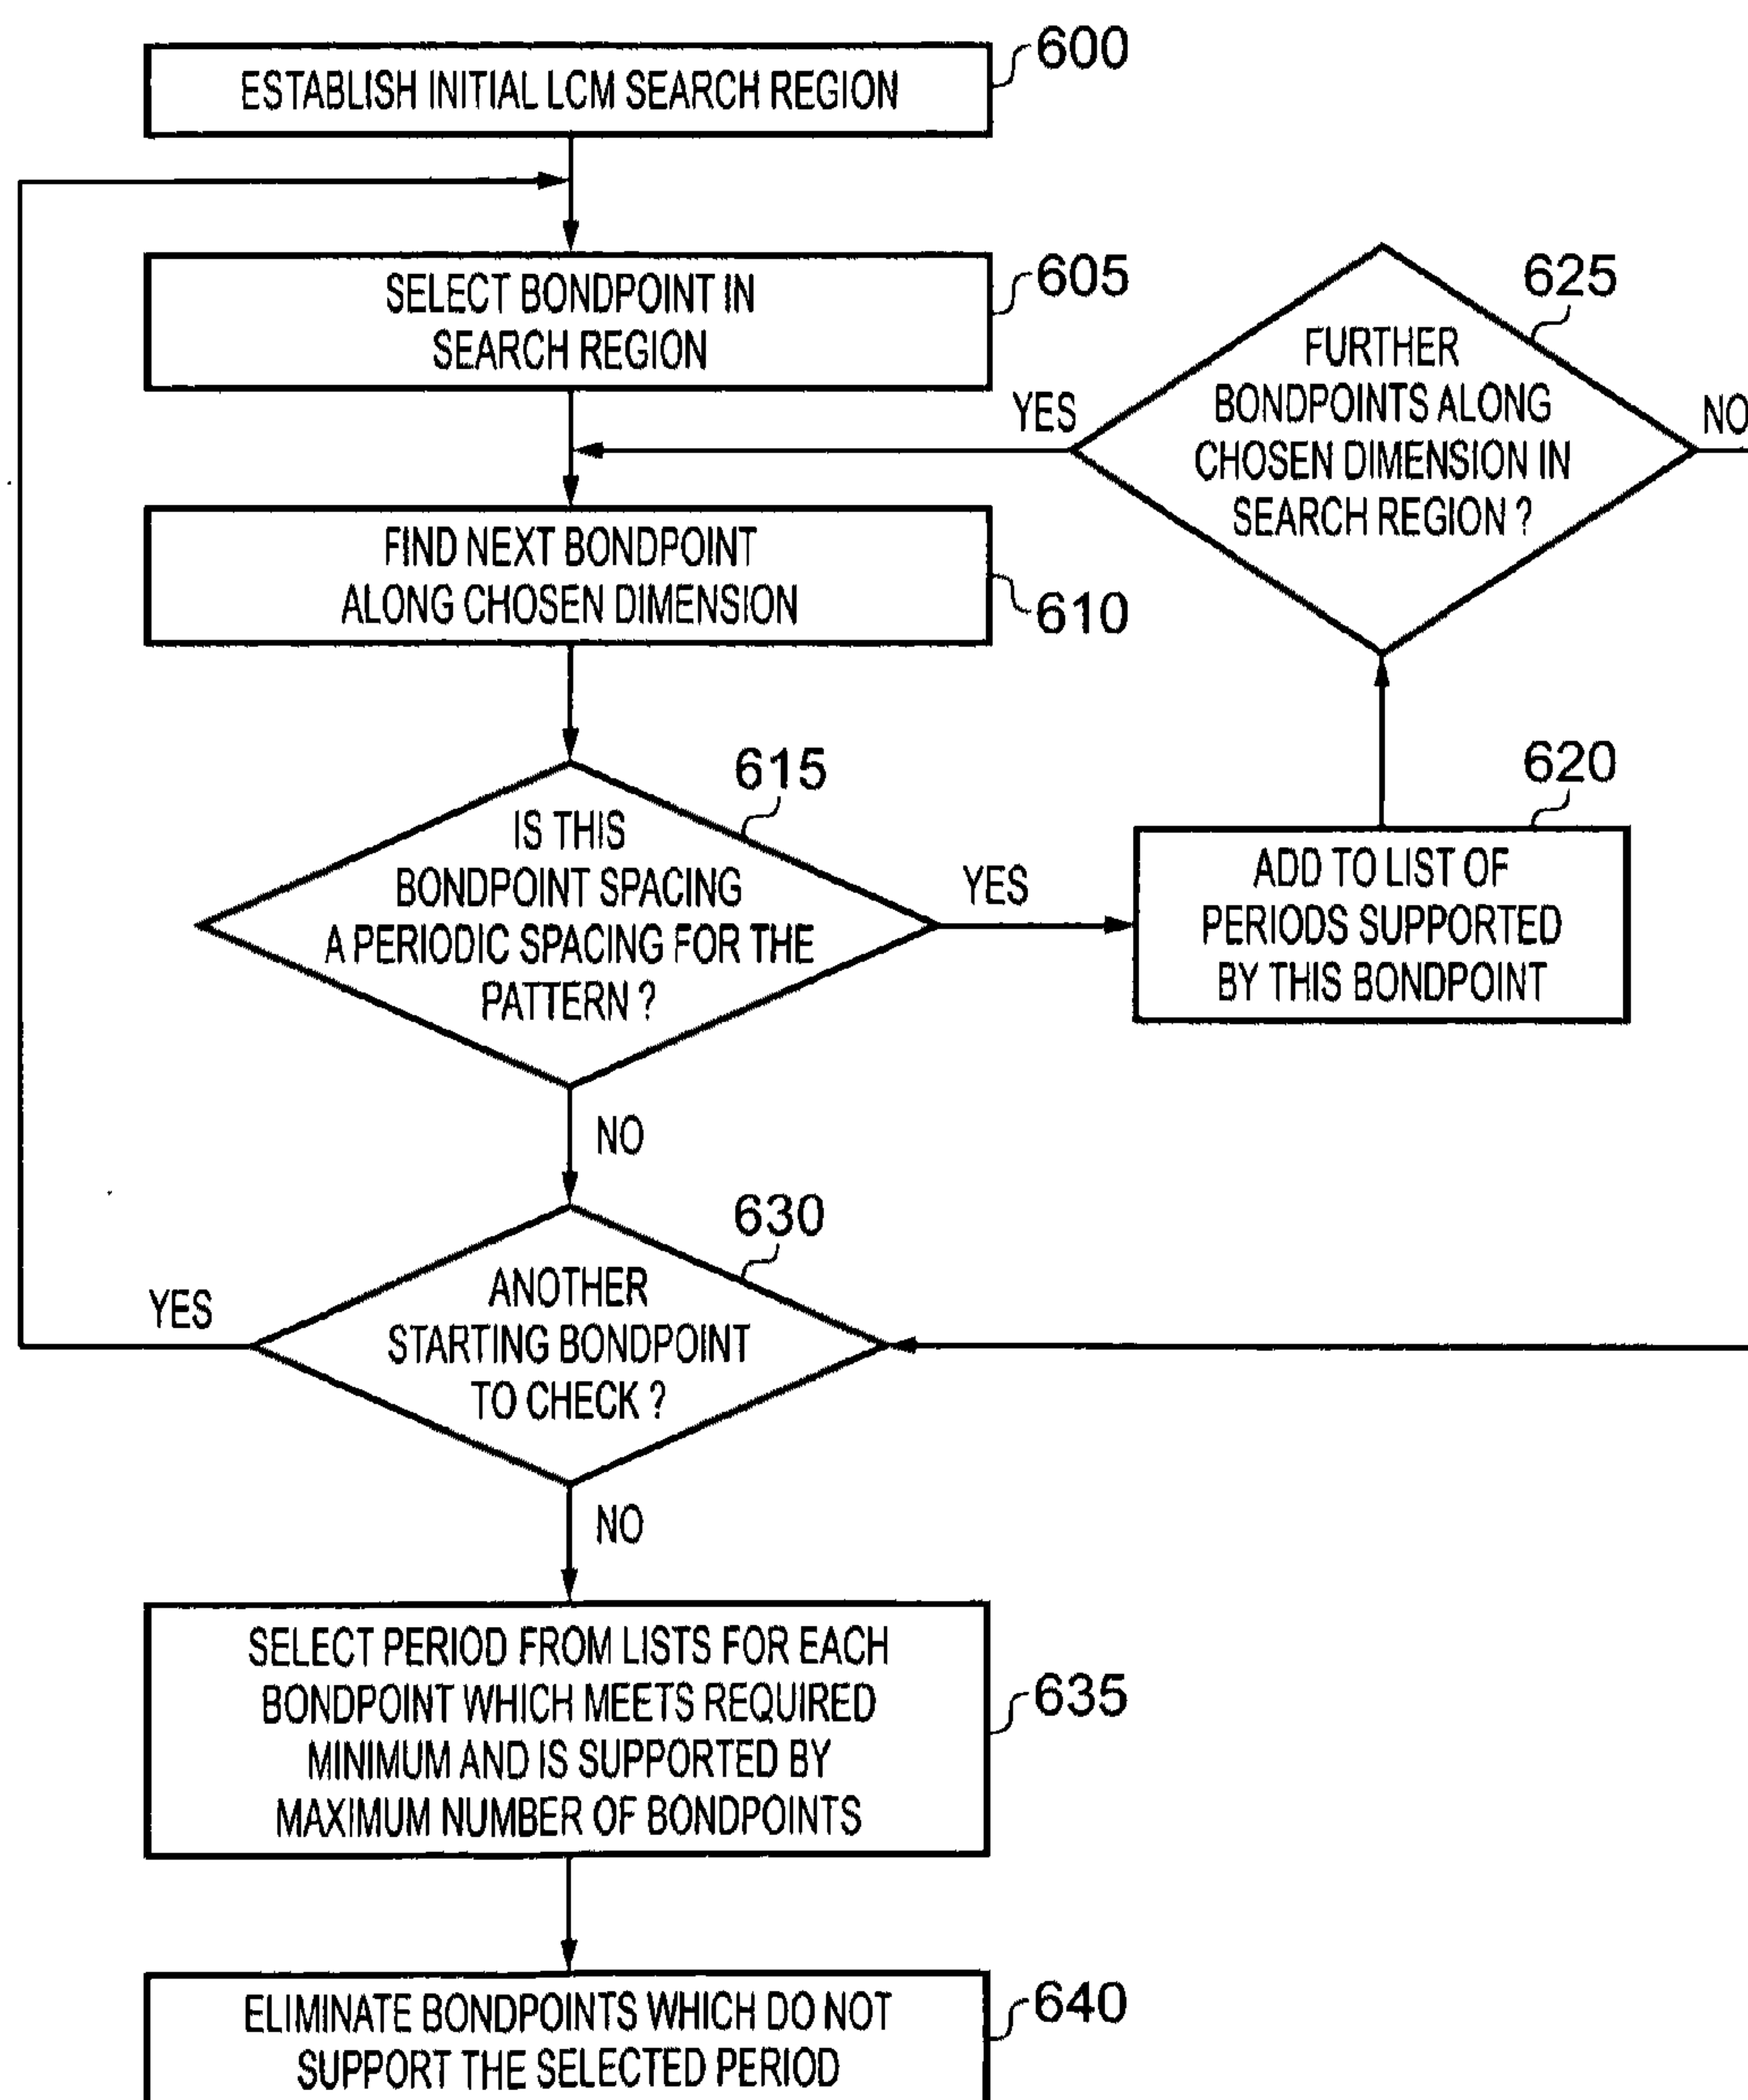 ESTABLISH INITIAL LCM SEARCH REGION
600
SELECT BONDPOINT IN
SEARCH REGION
605
FIND NEXT BONDPOINT
ALONG CHOSEN DIMENSION
610
IS THIS
BONDPOINT SPACING
A PERIODIC SPACING FOR THE
PATTERN ?
615
YES
NO
ADD TO LIST OF
PERIODS SUPPORTED
BY THIS BONDPOINT
620
FURTHER
BONDPOINTS ALONG
CHOSEN DIMENSION IN
SEARCH REGION ?
625
YES
NO
ANOTHER
STARTING BONDPOINT
TO CHECK ?
630
YES
NO
SELECT PERIOD FROM LISTS FOR EACH
BONDPOINT WHICH MEETS REQUIRED
MINIMUM AND IS SUPPORTED BY
MAXIMUM NUMBER OF BONDPOINTS
635
ELIMINATE BONDPOINTS WHICH DO NOT
SUPPORT THE SELECTED PERIOD
640